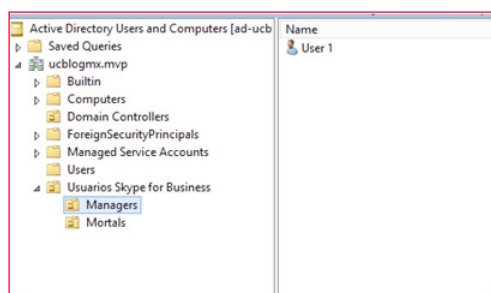 Active Directory Users and Computers [ad-ucb
Saved Queries
ucblogmx.mvp
Builtin
Computers
Domain Controllers
ForeignSecurityPrincipals
Managed Service Accounts
Users
Usuarios Skype for Business
Managers
Mortals
Name
User 1